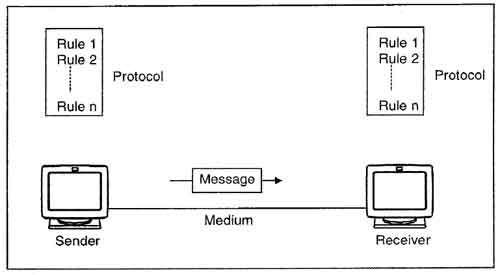 Rule 1
Rule 2
Rule n
Protocol
Rule 1
Rule 2
Rule n
Protocol
Message
Medium
Sender
Receiver